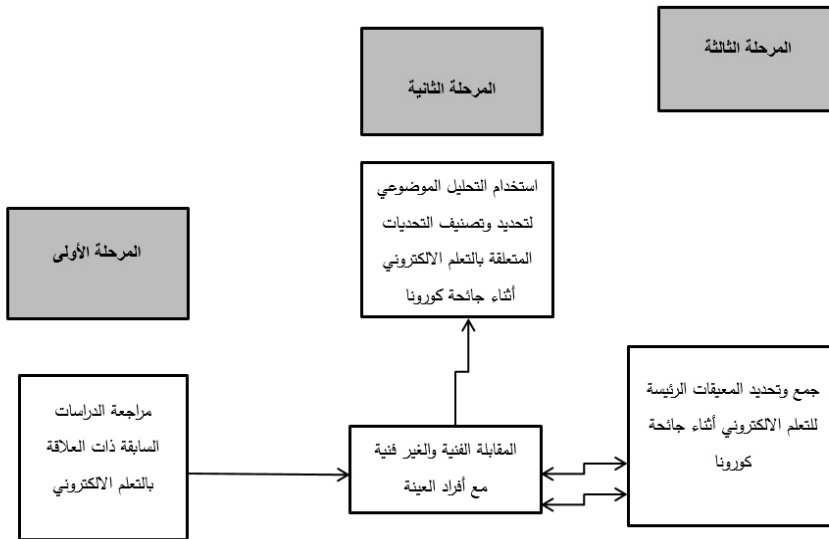 المرحلة الثالثة
المرحلة الثانية
استخدام التحليل الموضوعي
لتحديد وتصنيف التحديات
المتعلقة بالتعلم الالكتروني
أثناء جائحة كورونا
المرحلة الأولى
جمع وتحديد المعيقات الرئيسة
للتعلم الالكتروني أثناء جائحة
كورونا
المقابلة الفنية والغير فنية
مع أفراد العينة
مراجعة الدراسات
السابقة ذات العلاقة
بالتعلم الالكتروني